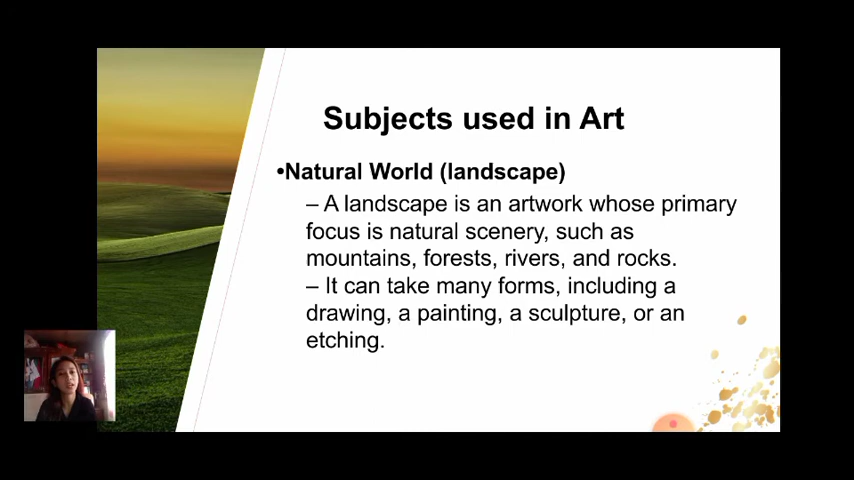 Subjects used in Art
•Natural World (landscape)
– A landscape is an artwork whose primary
focus is natural scenery, such as
mountains, forests, rivers, and rocks.
– It can take many forms, including a
drawing, a painting, a sculpture, or an
etching.